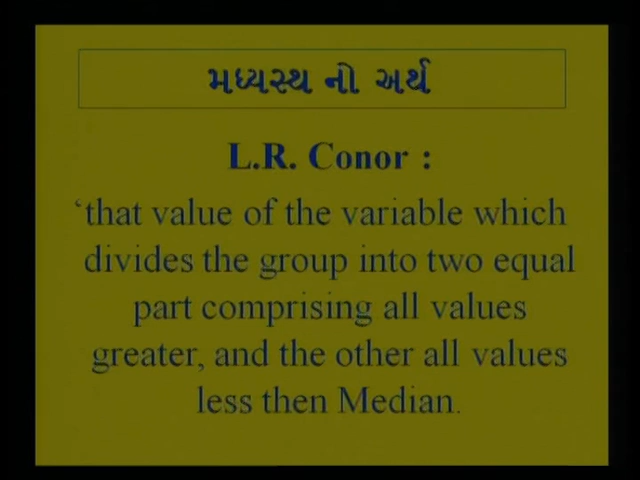 મધ્યસ્થ નો અર્થ
L.R. Conor :
‘that value of the variable which
divides the group into two equal
part comprising all values
greater, and the other all values
less then Median.